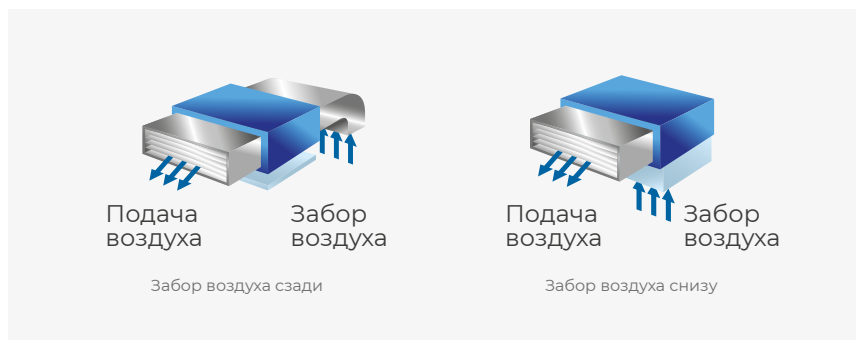 Подача
воздуха
Забор
воздуха
Забор воздуха сзади
Подача
воздуха
Забор
воздуха
Забор воздуха снизу